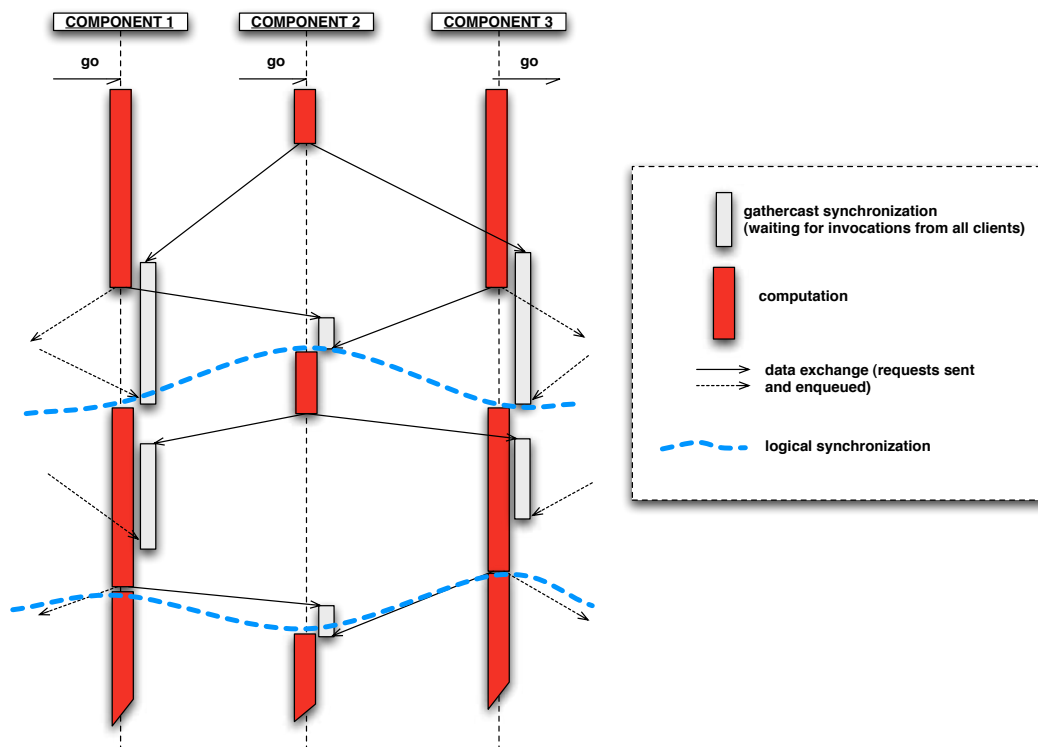 COMPONENT 1
COMPONENT 2
COMPONENT 3
go
go
go
gathercast synchronization
(waiting for invocations from all clients)
computation
data exchange (requests sent
and enqueued)
logical synchronization